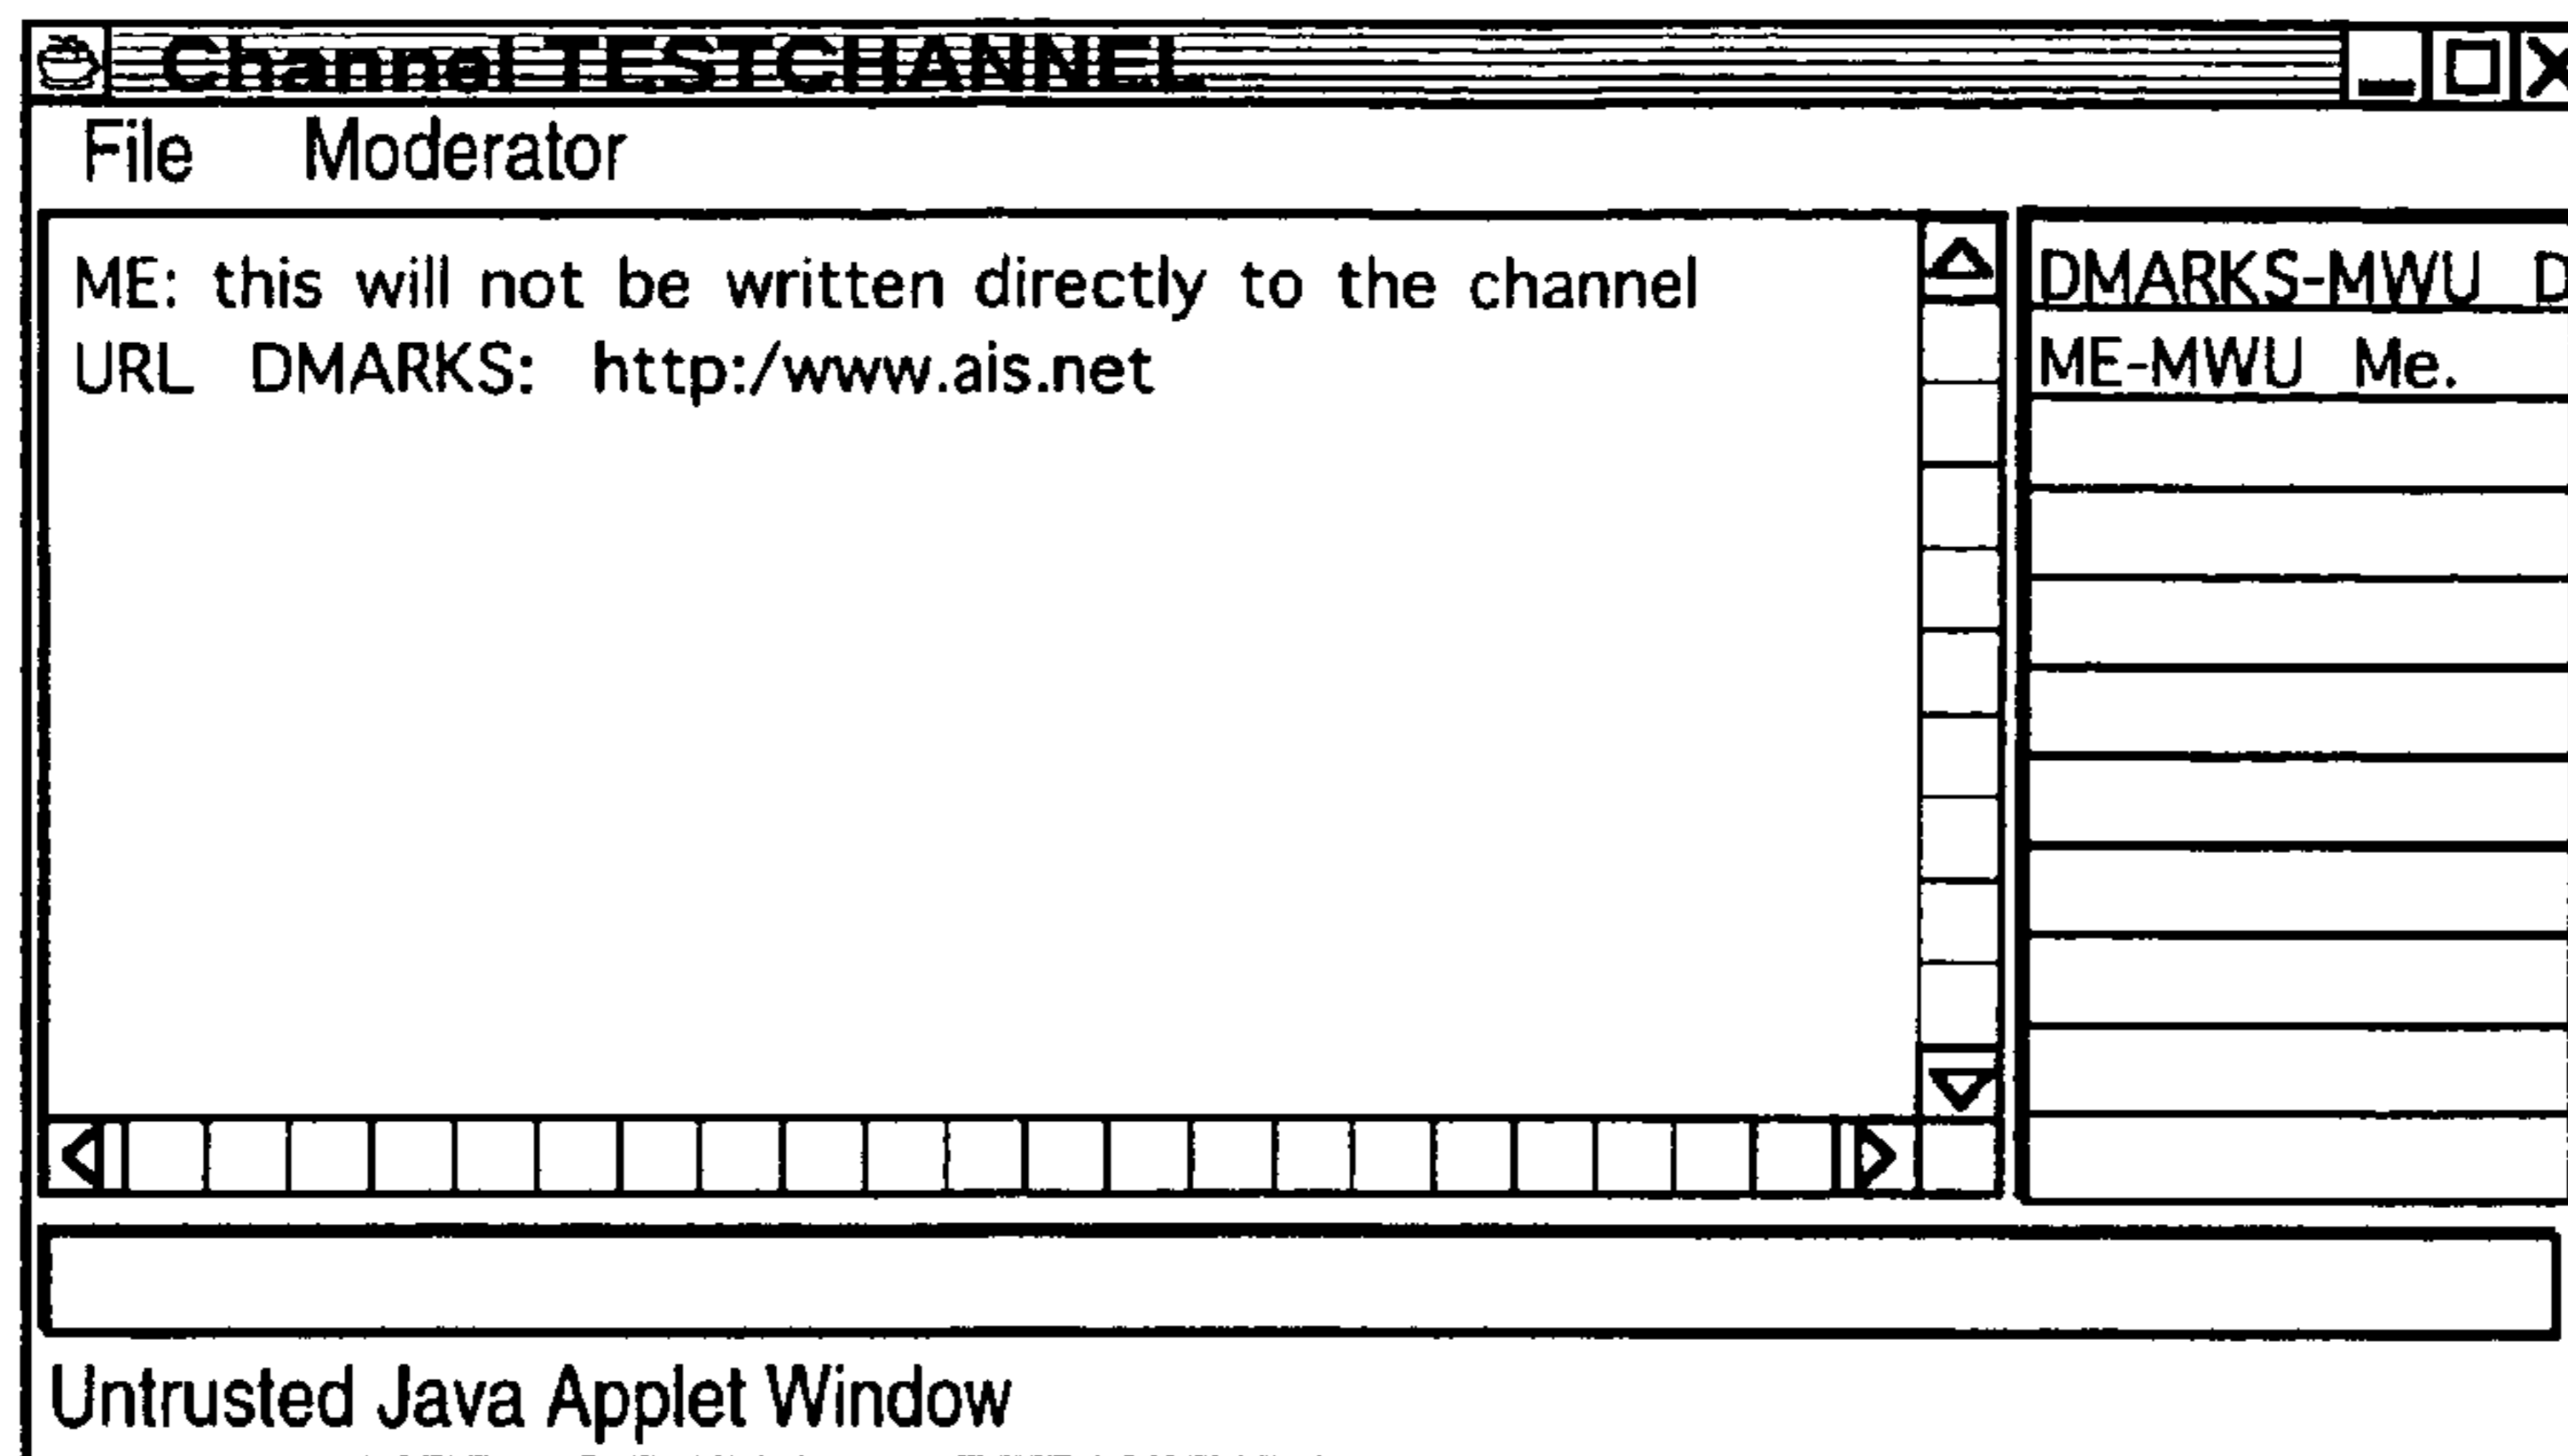 Channel TESTCHANNEL
File Moderator
ME: this will not be written directly to the channel
URL DMARKS: http:/www.ais.net
DMARKS-MWU D
ME-MWU Me.
Untrusted Java Applet Window